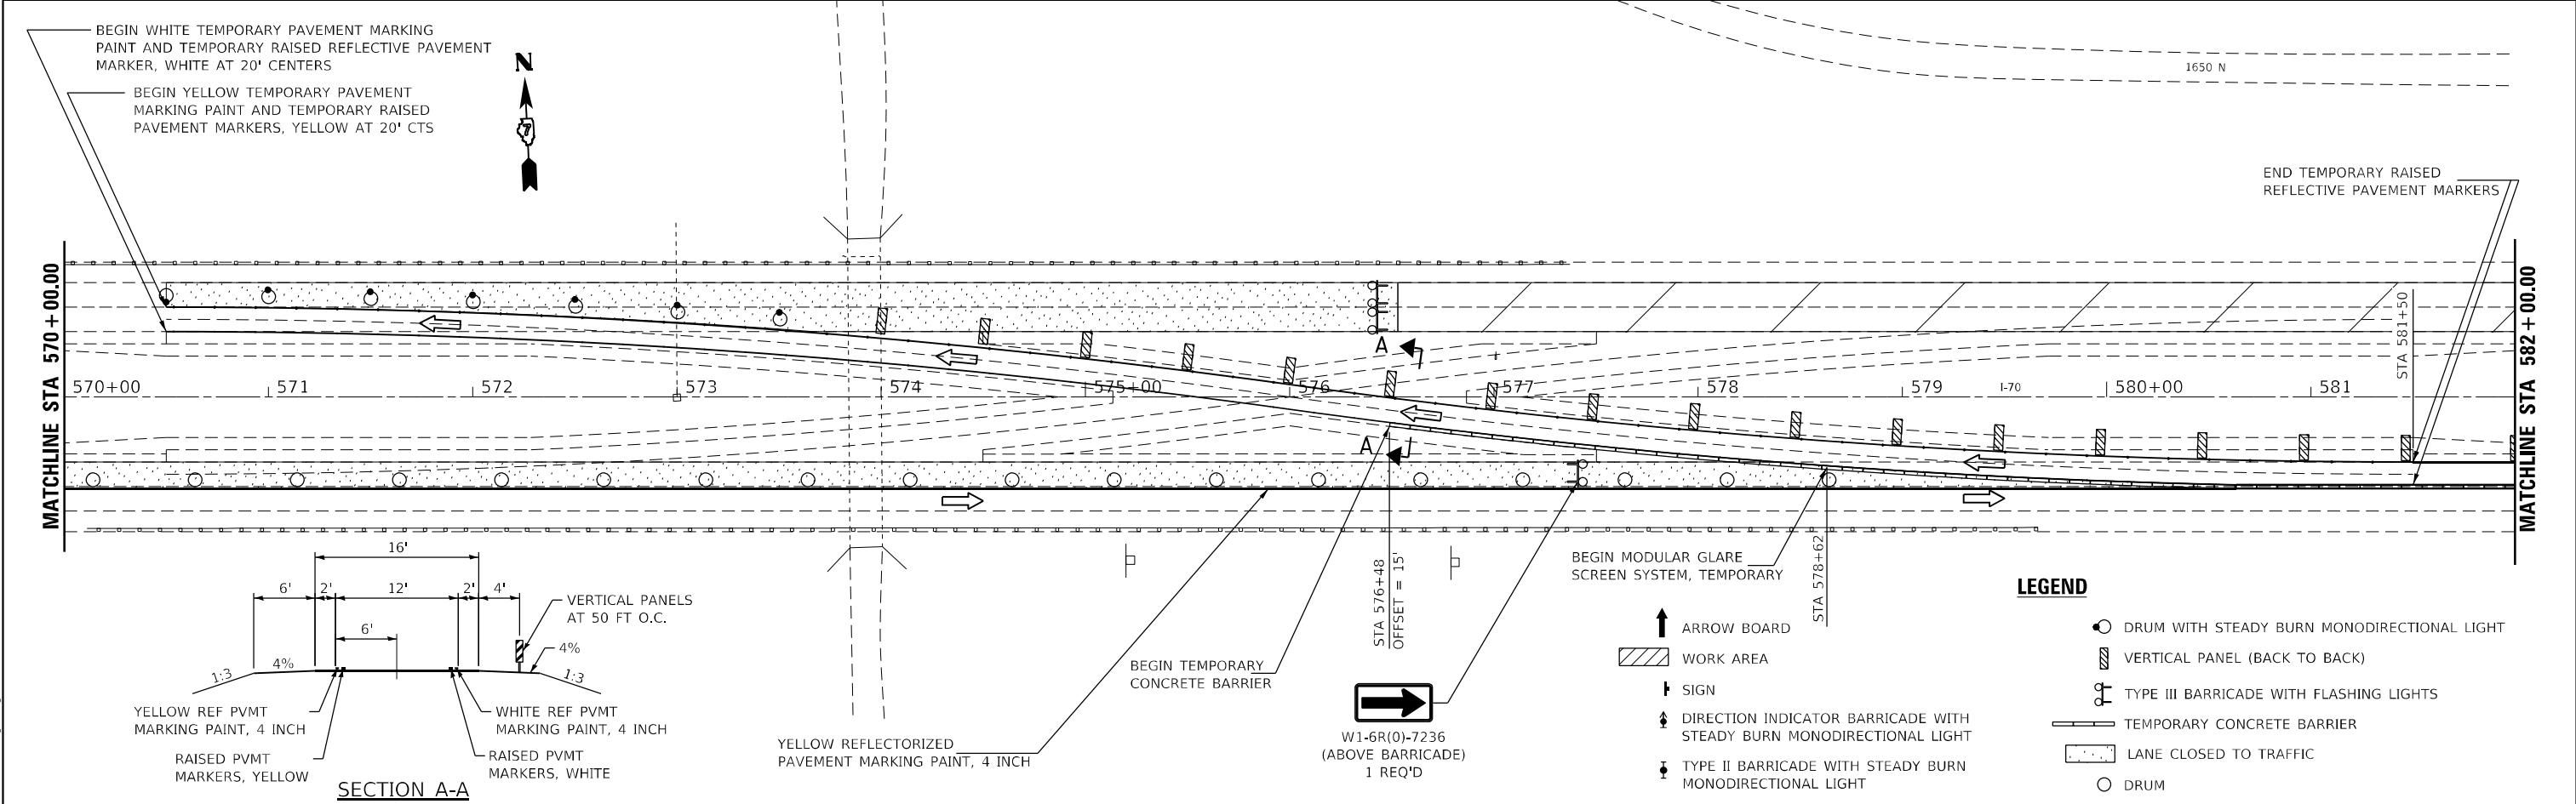 BEGIN WHITE TEMPORARY PAVEMENT MARKING
PAINT AND TEMPORARY RAISED REFLECTIVE PAVEMENT
MARKER, WHITE AT 20' CENTERS
BEGIN YELLOW TEMPORARY PAVEMENT
MARKING PAINT AND TEMPORARY RAISED
PAVEMENT MARKERS, YELLOW AT 20' CTS
N
7
1650 N
END TEMPORARY RAISED
REFLECTIVE PAVEMENT MARKERS
MATCHLINE STA 570+00.00
570+00
571
572
573
574
575+00
576
577
578
579
I-70
580+00
581
STA 581+50
MATCHLINE STA 582+00.00
A
A
16'
6'
2'
12'
2'
4'
6'
VERTICAL PANELS
AT 50 FT O.C.
4%
4%
1:3
1:3
YELLOW REF PVMT
MARKING PAINT, 4 INCH
WHITE REF PVMT
MARKING PAINT, 4 INCH
RAISED PVMT
MARKERS, YELLOW
RAISED PVMT
MARKERS, WHITE
SECTION A-A
YELLOW REFLECTORIZED
PAVEMENT MARKING PAINT, 4 INCH
BEGIN TEMPORARY
CONCRETE BARRIER
STA 576+48
OFFSET = 15'
W1-6R(0)-7236
(ABOVE BARRICADE)
1 REQ'D
BEGIN MODULAR GLARE
SCREEN SYSTEM, TEMPORARY
STA 578+62
LEGEND
ARROW BOARD
WORK AREA
SIGN
DIRECTION INDICATOR BARRICADE WITH
STEADY BURN MONODIRECTIONAL LIGHT
TYPE II BARRICADE WITH STEADY BURN
MONODIRECTIONAL LIGHT
DRUM WITH STEADY BURN MONODIRECTIONAL LIGHT
VERTICAL PANEL (BACK TO BACK)
TYPE III BARRICADE WITH FLASHING LIGHTS
TEMPORARY CONCRETE BARRIER
LANE CLOSED TO TRAFFIC
DRUM